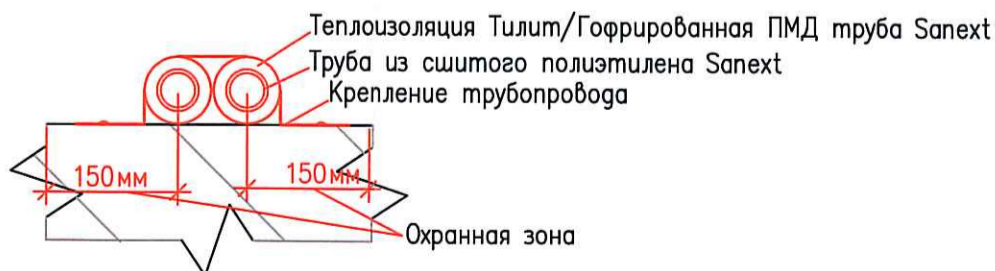 Теплоизоляция Тилит/Гофрированная ПМД труба Sanext
Труба из сшитого полиэтилена Sanext
Крепление трубопровода
150мм
150мм
Охранная зона